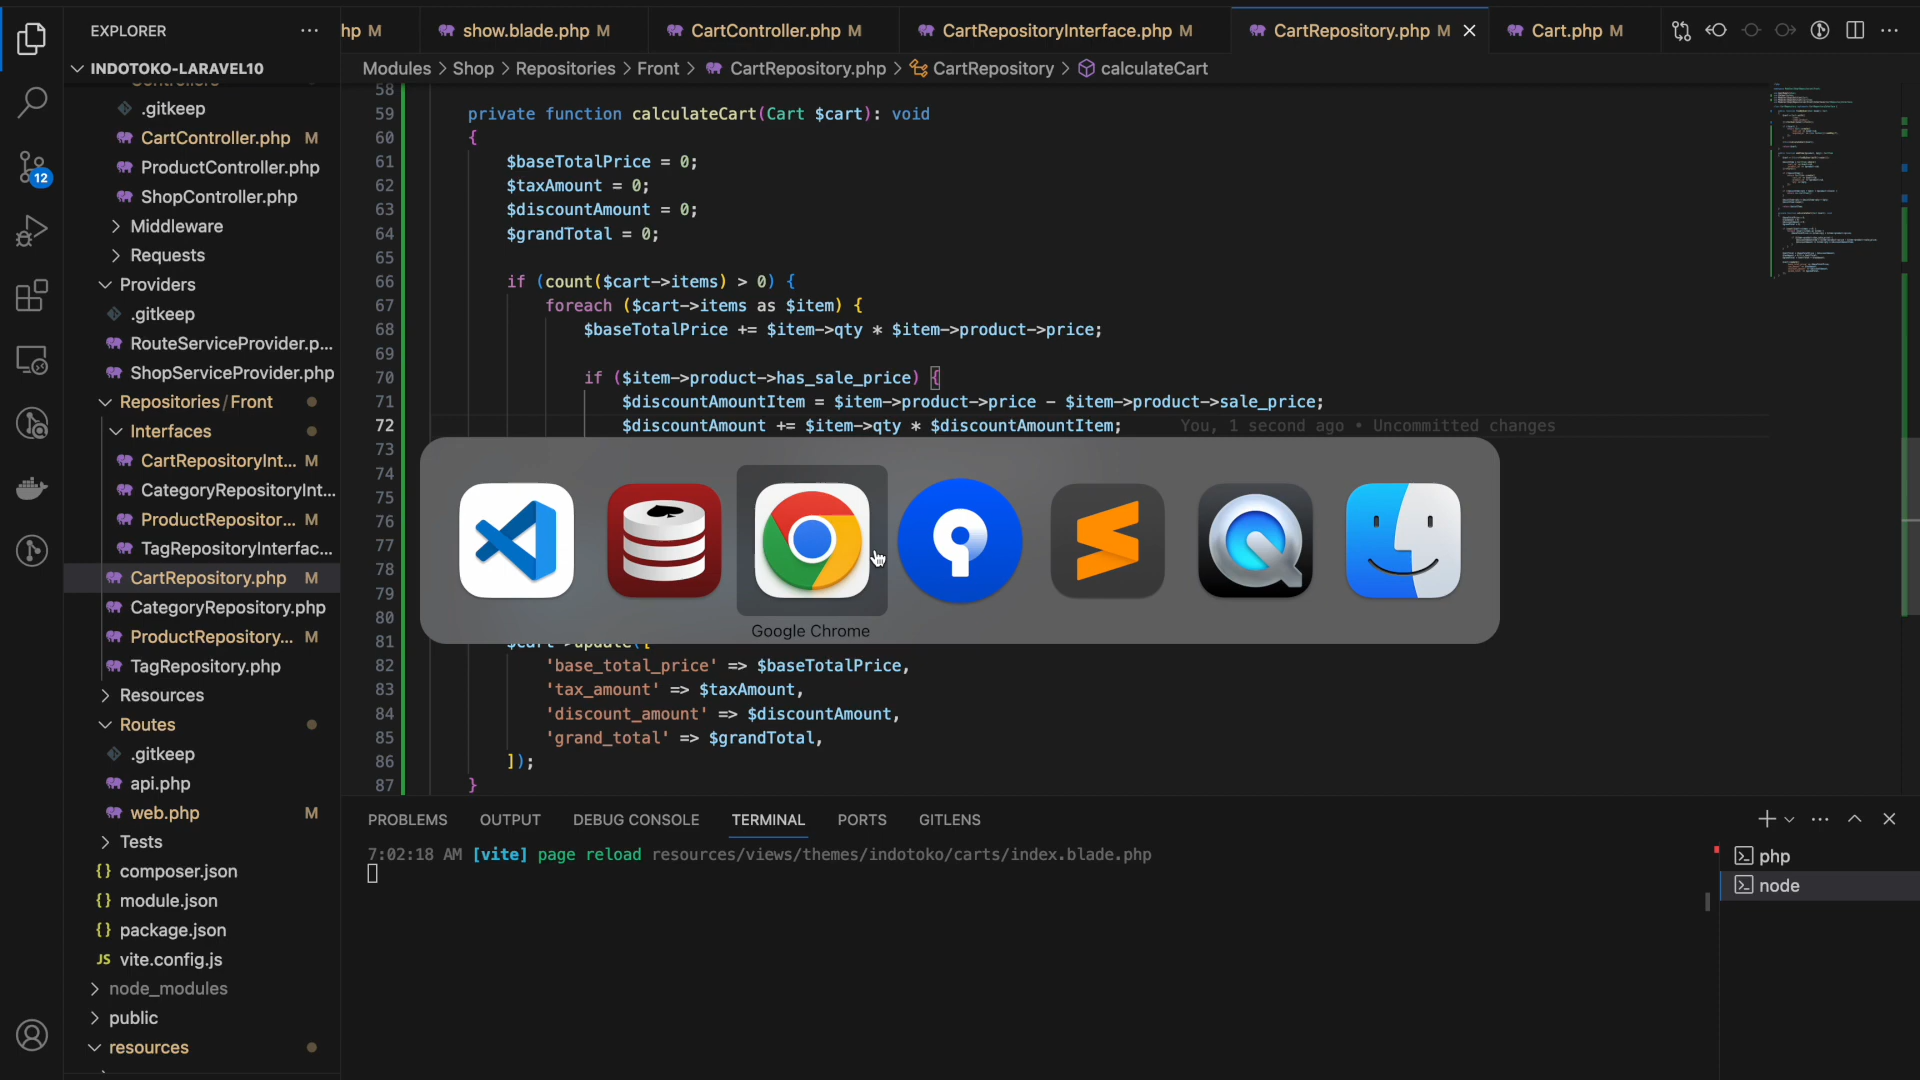 EXPLORER
INDOTOKO-LARAVEL10
Controllers
.gitkeep
CartController.php M
ProductController.php
ShopController.php
Middleware
Requests
Providers
.gitkeep
RouteServiceProvider.p...
ShopServiceProvider.php
Repositories / Front
Interfaces
CartRepositoryInt... M
CategoryRepositoryInt...
ProductRepositor... M
TagRepositoryInterfac...
CartRepository.php M
CategoryRepository.php
ProductRepository... M
TagRepository.php
Resources
Routes
.gitkeep
api.php
web.php M
Tests
composer.json
module.json
package.json
JS vite.config.js
node_modules
public
resources
12
hp M
show.blade.php M
CartController.php M
CartRepositoryInterface.php M
CartRepository.php M
Cart.php M
Modules > Shop > Repositories > Front > CartRepository.php > CartRepository > calculateCart
58
59 private function calculateCart(Cart $cart): void
60 {
61 $baseTotalPrice = 0;
62 $taxAmount = 0;
63 $discountAmount = 0;
64 $grandTotal = 0;
65
66 if (count($cart->items) > 0) {
67 foreach ($cart->items as $item) {
68 $baseTotalPrice += $item->qty * $item->product->price;
69
70 if ($item->product->has_sale_price) {
71 $discountAmountItem = $item->product->price - $item->product->sale_price;
72 $discountAmount += $item->qty * $discountAmountItem; You, 1 second ago • Uncommitted changes
73
74
75
76
77
78
79
80
81 $cart->update([
82 'base_total_price' => $baseTotalPrice,
83 'tax_amount' => $taxAmount,
84 'discount_amount' => $discountAmount,
85 'grand_total' => $grandTotal,
86 ]);
87 }
Google Chrome
PROBLEMS OUTPUT DEBUG CONSOLE TERMINAL PORTS GITLENS
7:02:18 AM [vite] page reload resources/views/themes/indotoko/carts/index.blade.php
php
node